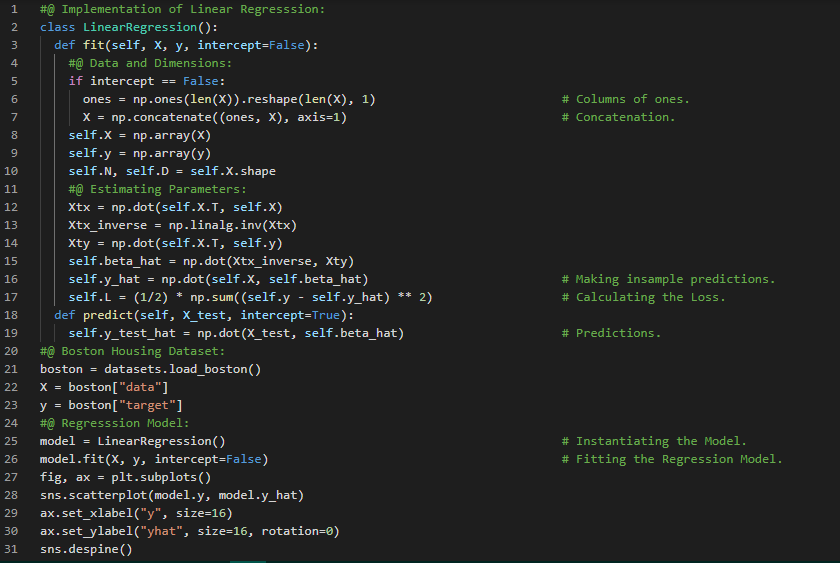 1 #@ Implementation of Linear Regresssion:
2 class LinearRegression():
3 def fit(self, X, y, intercept=False):
4 #@ Data and Dimensions:
5 if intercept == False:
6 ones = np.ones(len(X)).reshape(len(X), 1) # Columns of ones.
7 X = np.concatenate((ones, X), axis=1) # Concatenation.
8 self.X = np.array(X)
9 self.y = np.array(y)
10 self.N, self.D = self.X.shape
11 #@ Estimating Parameters:
12 Xtx = np.dot(self.X.T, self.X)
13 Xtx_inverse = np.linalg.inv(Xtx)
14 Xty = np.dot(self.X.T, self.y)
15 self.beta_hat = np.dot(Xtx_inverse, Xty)
16 self.y_hat = np.dot(self.X, self.beta_hat) # Making insample predictions.
17 self.L = (1/2) * np.sum((self.y - self.y_hat) ** 2) # Calculating the Loss.
18 def predict(self, X_test, intercept=True):
19 self.y_test_hat = np.dot(X_test, self.beta_hat) # Predictions.
20 #@ Boston Housing Dataset:
21 boston = datasets.load_boston()
22 X = boston["data"]
23 y = boston["target"]
24 #@ Regresssion Model:
25 model = LinearRegression() # Instantiating the Model.
26 model.fit(X, y, intercept=False) # Fitting the Regression Model.
27 fig, ax = plt.subplots()
28 sns.scatterplot(model.y, model.y_hat)
29 ax.set_xlabel("y", size=16)
30 ax.set_ylabel("yhat", size=16, rotation=0)
31 sns.despine()